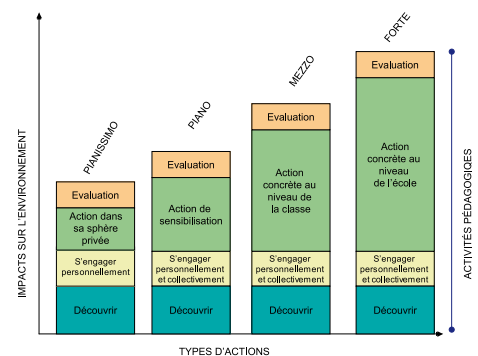 IMPACTS SUR L'ENVIRONNEMENT
PIANISSIMO
Evaluation
Action dans
sa sphère
privée
S'engager
personnellement
Découvrir
PIANO
Evaluation
Action de
sensibilisation
S'engager
personnellement
et collectivement
Découvrir
MEZZO
Evaluation
Action
concrète au
niveau de
la classe
S'engager
personnellement
et collectivement
Découvrir
FORTE
Evaluation
Action
concrète au
niveau
de l'école
S'engager
personnellement
et collectivement
Découvrir
ACTIVITÉS PÉDAGOGIQUES
TYPES D'ACTIONS